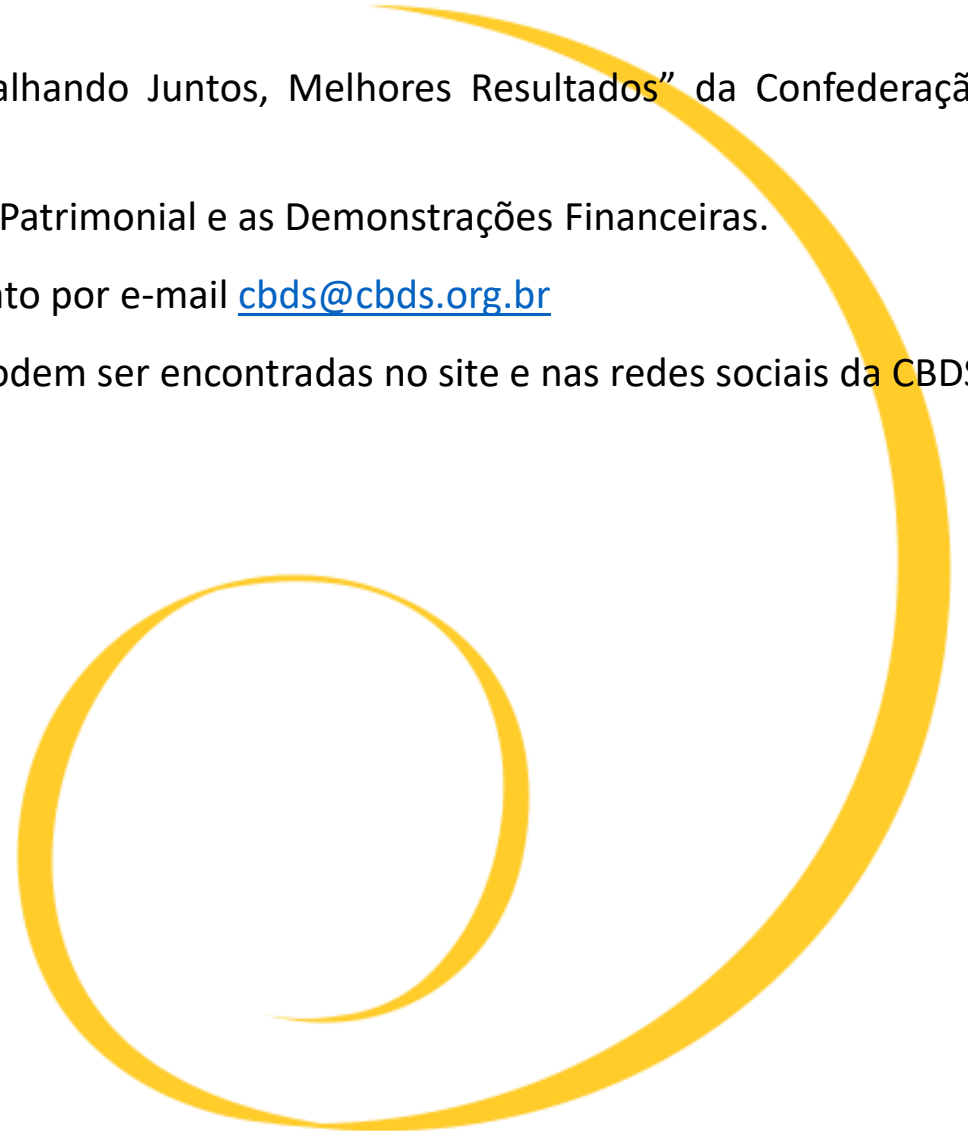 alhando Juntos, Melhores Resultados” da Confederaçã
Patrimonial e as Demonstrações Financeiras.
nto por e-mail cbds@cbds.org.br
odem ser encontradas no site e nas redes sociais da CBDS